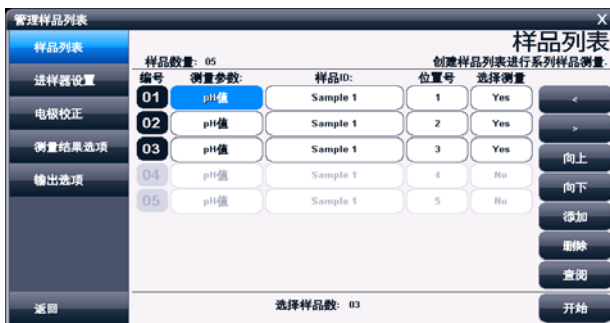 管理样品列表 X
样品列表
样品列表
样品数量: 05 创建样品列表进行系列样品测量.
进样器设置
电极校正
测量结果选项
输出选项
返回
编号 测量参数: 样品ID: 位置号 选择测量
01 pH值 Sample 1 1 Yes
02 pH值 Sample 1 2 Yes
03 pH值 Sample 1 3 Yes
04 pH值 Sample 1 4 No
05 pH值 Sample 1 5 No
<
>
向上
向下
添加
删除
查阅
选择样品数: 03
开始